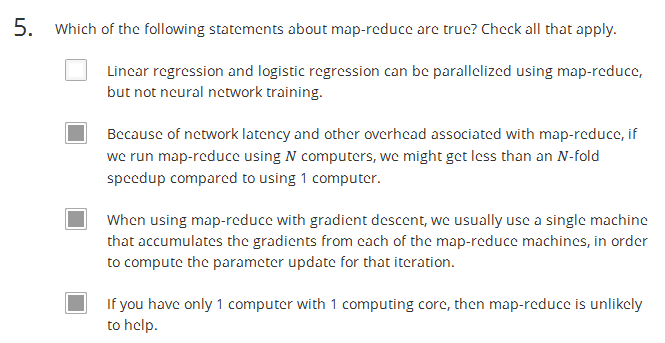 5. Which of the following statements about map-reduce are true? Check all that apply.
Linear regression and logistic regression can be parallelized using map-reduce,
but not neural network training.
Because of network latency and other overhead associated with map-reduce, if
we run map-reduce using N computers, we might get less than an N-fold
speedup compared to using 1 computer.
When using map-reduce with gradient descent, we usually use a single machine
that accumulates the gradients from each of the map-reduce machines, in order
to compute the parameter update for that iteration.
If you have only 1 computer with 1 computing core, then map-reduce is unlikely
to help.